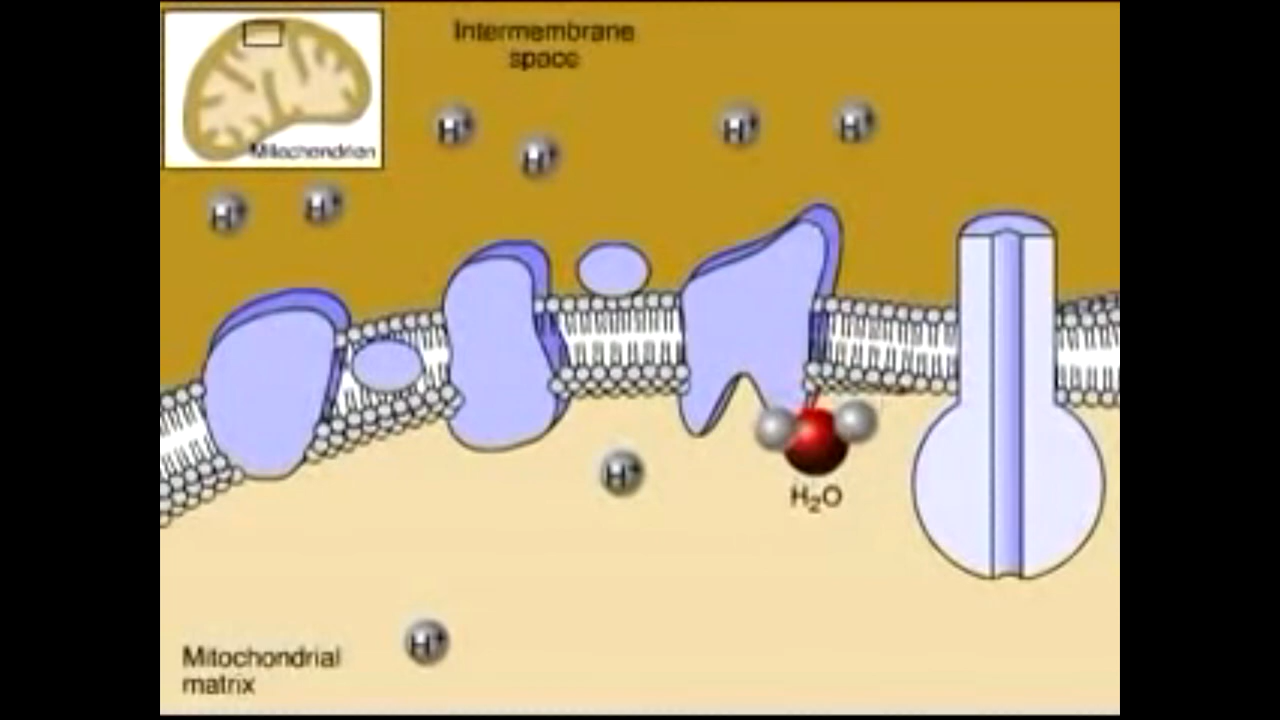 Intermembrane
space
Mitochondrion
H⁺
H⁺
H⁺
H⁺
H⁺
H⁺
H⁺
H₂O
H⁺
Mitochondrial
matrix